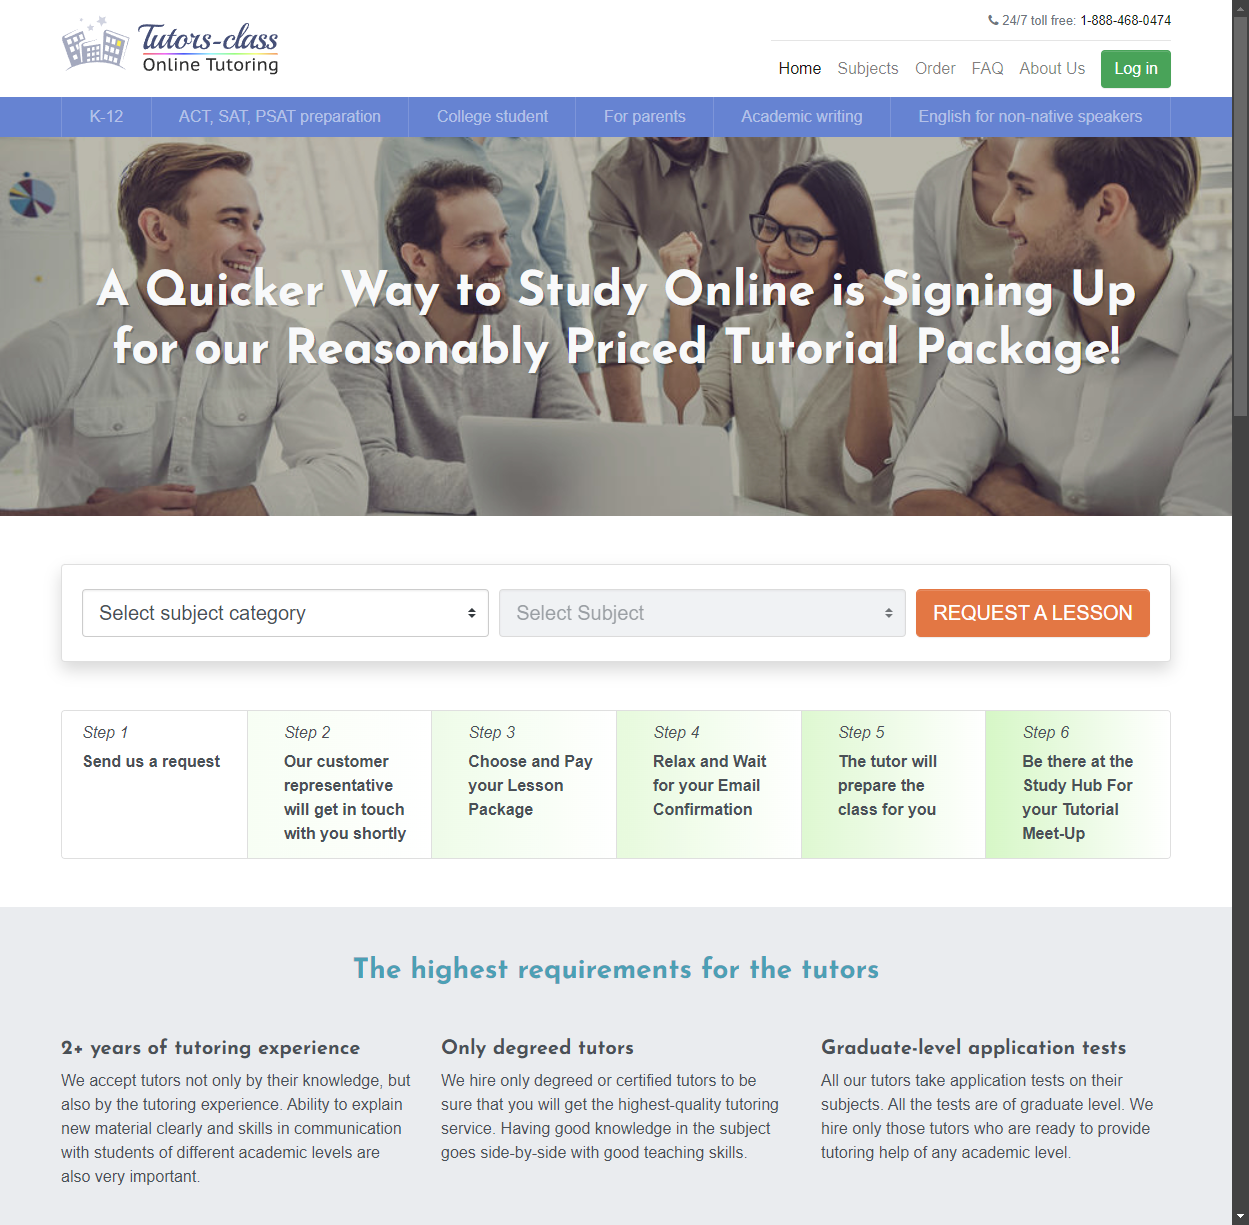 Tutors-class
Online Tutoring
24/7 toll free: 1-888-468-0474
Home Subjects Order FAQ About Us Log in
K-12 ACT, SAT, PSAT preparation College student For parents Academic writing English for non-native speakers
A Quicker Way to Study Online is Signing Up
for our Reasonably Priced Tutorial Package!
Select subject category Select Subject REQUEST A LESSON
Step 1
Send us a request
Step 2
Our customer
representative
will get in touch
with you shortly
Step 3
Choose and Pay
your Lesson
Package
Step 4
Relax and Wait
for your Email
Confirmation
Step 5
The tutor will
prepare the
class for you
Step 6
Be there at the
Study Hub For
your Tutorial
Meet-Up
The highest requirements for the tutors
2+ years of tutoring experience
We accept tutors not only by their knowledge, but
also by the tutoring experience. Ability to explain
new material clearly and skills in communication
with students of different academic levels are
also very important.
Only degreed tutors
We hire only degreed or certified tutors to be
sure that you will get the highest-quality tutoring
service. Having good knowledge in the subject
goes side-by-side with good teaching skills.
Graduate-level application tests
All our tutors take application tests on their
subjects. All the tests are of graduate level. We
hire only those tutors who are ready to provide
tutoring help of any academic level.